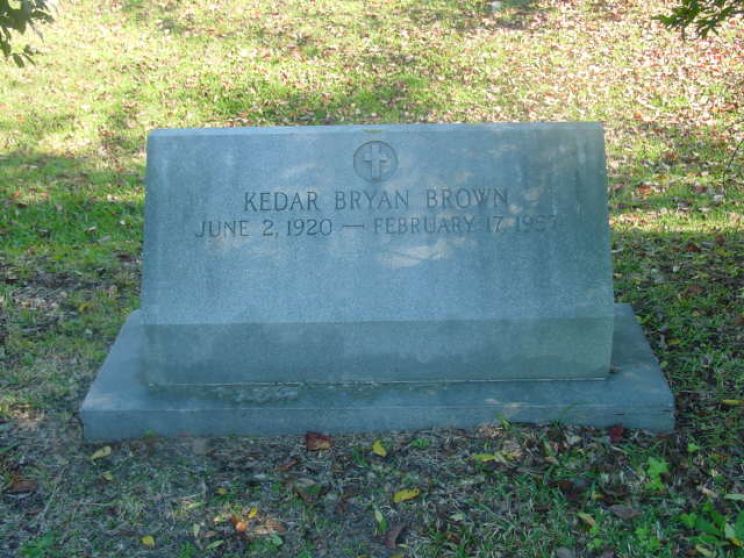 KEDAR BRYAN BROWN
JUNE 2, 1920 — FEBRUARY 17,